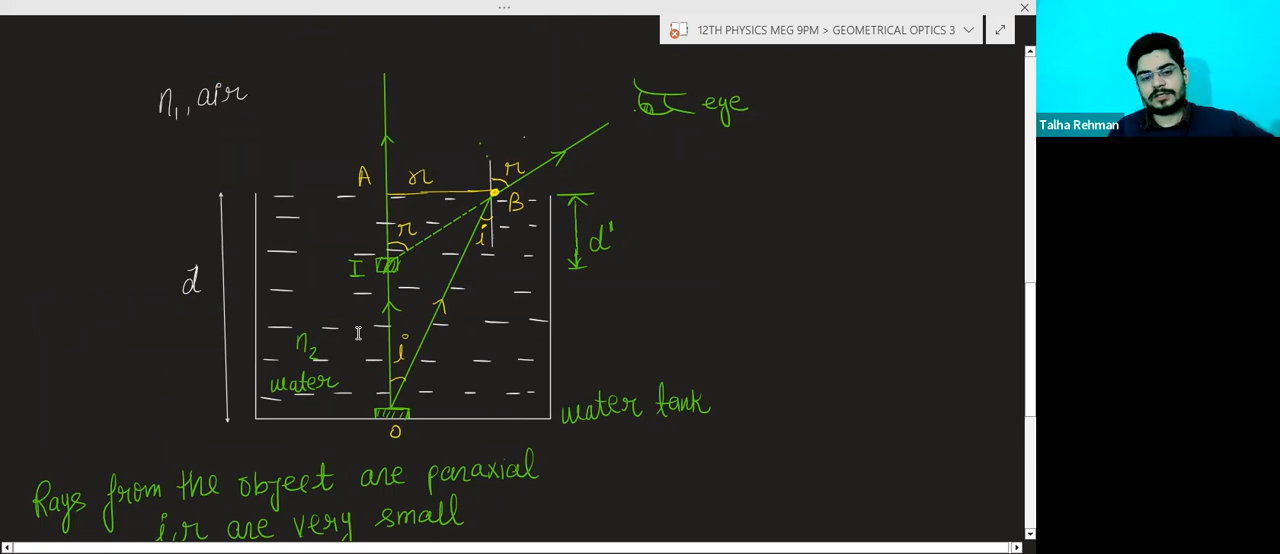 12TH PHYSICS MEG 9PM > GEOMETRICAL OPTICS 3
Talha Rehman
n1, air
eye
A
x
r
B
r
i
d'
I
d
i
n2
water
O
water tank
Rays from the object are paraxial
i, r are very small